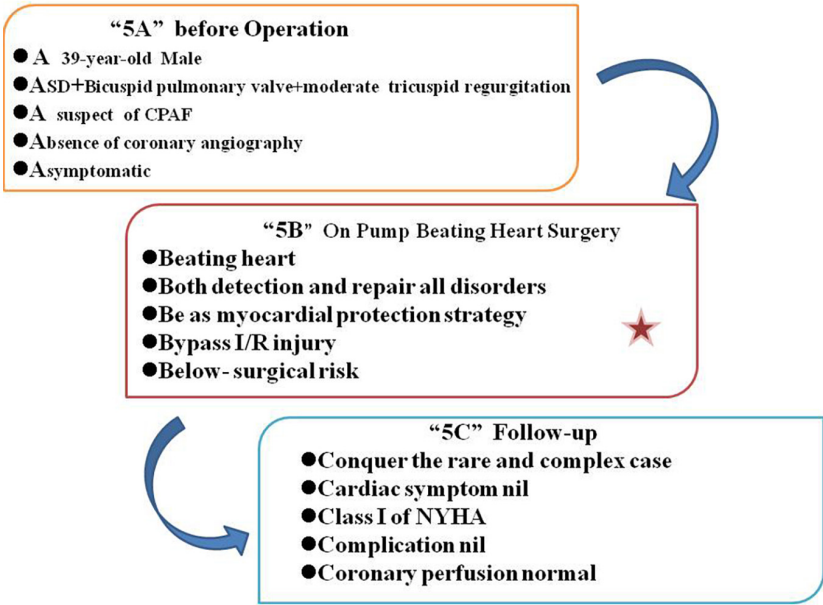 “5A” before Operation
●A 39-year-old Male
●ASD+Bicuspid pulmonary valve+moderate tricuspid regurgitation
●A suspect of CPAF
●Absence of coronary angiography
●Asymptomatic
“5B” On Pump Beating Heart Surgery
●Beating heart
●Both detection and repair all disorders
●Be as myocardial protection strategy
●Bypass I/R injury
●Below- surgical risk
“5C” Follow-up
●Conquer the rare and complex case
●Cardiac symptom nil
●Class I of NYHA
●Complication nil
●Coronary perfusion normal